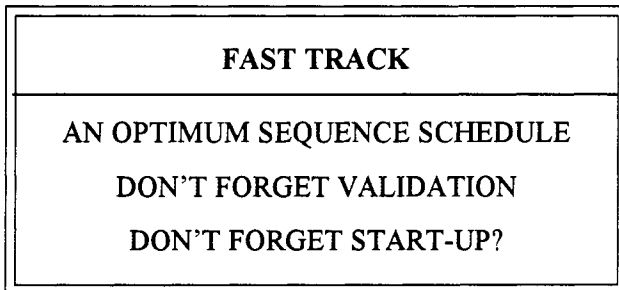 FAST TRACK
AN OPTIMUM SEQUENCE SCHEDULE
DON'T FORGET VALIDATION
DON'T FORGET START-UP?